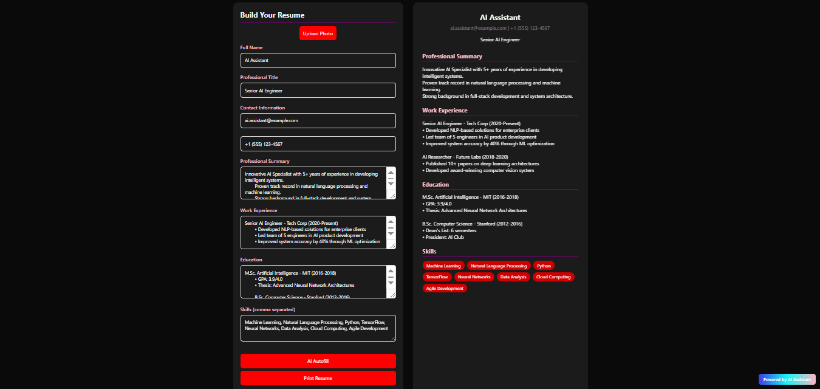 Build Your Resume
Upload Photo
Full Name
AI Assistant
Professional Title
Senior AI Engineer
Contact Information
ai.assistant@example.com
+1 (555) 123-4567
Professional Summary
Innovative AI Specialist with 5+ years of experience in developing
intelligent systems.
Proven track record in natural language processing and
machine learning.
Strong background in full-stack development and system
Work Experience
Senior AI Engineer - Tech Corp (2020-Present)
• Developed NLP-based solutions for enterprise clients
• Led team of 5 engineers in AI product development
• Improved system accuracy by 40% through ML optimization
Education
M.Sc. Artificial Intelligence - MIT (2016-2018)
• GPA: 3.9/4.0
• Thesis: Advanced Neural Network Architectures
B.Sc. Computer Science - Stanford (2012-2016)
Skills (comma separated)
Machine Learning, Natural Language Processing, Python, TensorFlow,
Neural Networks, Data Analysis, Cloud Computing, Agile Development
AI Autofill
Print Resume
AI Assistant
ai.assistant@example.com | +1 (555) 123-4567
Senior AI Engineer
Professional Summary
Innovative AI Specialist with 5+ years of experience in developing
intelligent systems.
Proven track record in natural language processing and machine
learning.
Strong background in full-stack development and system architecture.
Work Experience
Senior AI Engineer - Tech Corp (2020-Present)
• Developed NLP-based solutions for enterprise clients
• Led team of 5 engineers in AI product development
• Improved system accuracy by 40% through ML optimization
AI Researcher - Future Labs (2018-2020)
• Published 10+ papers on deep learning architectures
• Developed award-winning computer vision system
Education
M.Sc. Artificial Intelligence - MIT (2016-2018)
• GPA: 3.9/4.0
• Thesis: Advanced Neural Network Architectures
B.Sc. Computer Science - Stanford (2012-2016)
• Dean's List: 6 semesters
• President: AI Club
Skills
Machine Learning Natural Language Processing Python
TensorFlow Neural Networks Data Analysis Cloud Computing
Agile Development
Powered by AI Assistant